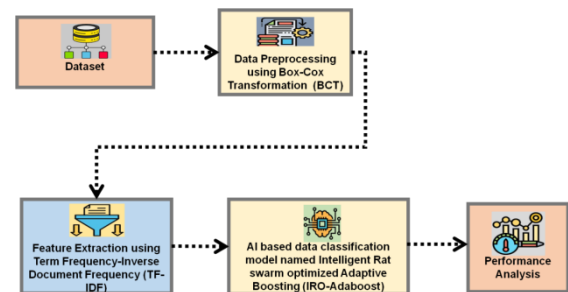 Dataset
Data Preprocessing
using Box-Cox
Transformation (BCT)
Feature Extraction using
Term Frequency-Inverse
Document Frequency (TF-
IDF)
AI based data classification
model named Intelligent Rat
swarm optimized Adaptive
Boosting (IRO-Adaboost)
Performance
Analysis